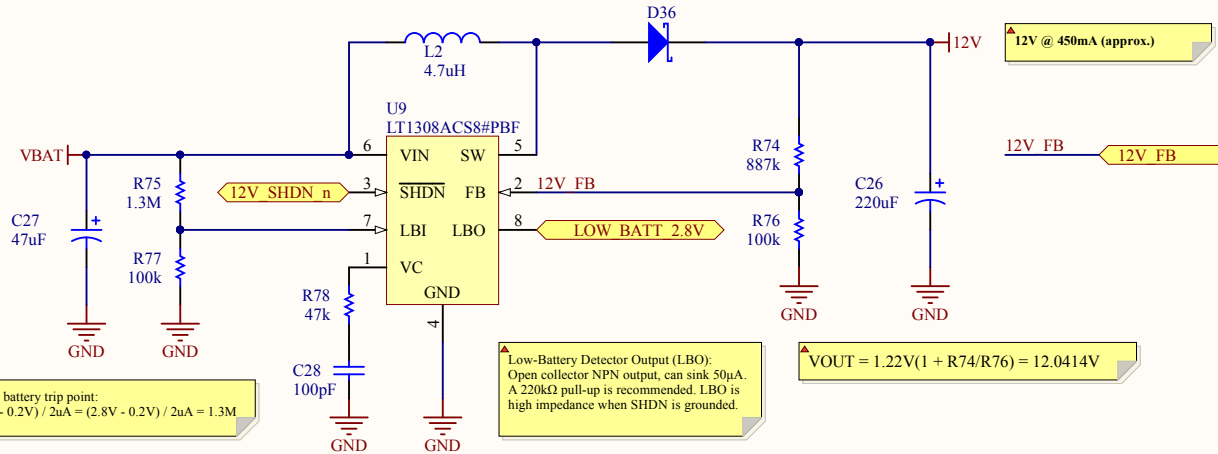 D36
L2
4.7uH
12V
12V @ 450mA (approx.)
U9
LT1308ACS8#PBF
VBAT
6
VIN
SW
5
R74
887k
12V_FB
12V_FB
R75
1.3M
12V_SHDN_n
3
SHDN
FB
2
12V_FB
C26
220uF
C27
47uF
7
LBI
LBO
8
LOW_BATT_2.8V
R76
100k
R77
100k
1
VC
GND
4
R78
47k
GND
GND
GND
GND
C28
100pF
Low-Battery Detector Output (LBO):
Open collector NPN output, can sink 50µA.
A 220kΩ pull-up is recommended. LBO is
high impedance when SHDN is grounded.
VOUT = 1.22V(1 + R74/R76) = 12.0414V
battery trip point:
- 0.2V) / 2uA = (2.8V - 0.2V) / 2uA = 1.3M
GND
GND